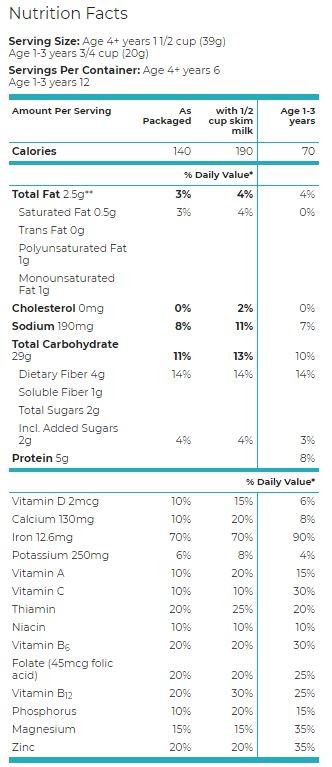 Nutrition Facts
Serving Size: Age 4+ years 1 1/2 cup (39g)
Age 1-3 years 3/4 cup (20g)
Servings Per Container: Age 4+ years 6
Age 1-3 years 12
Amount Per Serving As Packaged with 1/2 cup skim milk Age 1-3 years
Calories 140 190 70
% Daily Value*
Total Fat 2.5g** 3% 4% 4%
Saturated Fat 0.5g 3% 4% 0%
Trans Fat 0g
Polyunsaturated Fat
1g
Monounsaturated
Fat 1g
Cholesterol 0mg 0% 2% 0%
Sodium 190mg 8% 11% 7%
Total Carbohydrate
29g 11% 13% 10%
Dietary Fiber 4g 14% 14% 14%
Soluble Fiber 1g
Total Sugars 2g
Incl. Added Sugars
2g 4% 4% 3%
Protein 5g 8%
% Daily Value*
Vitamin D 2mcg 10% 15% 6%
Calcium 130mg 10% 20% 8%
Iron 12.6mg 70% 70% 90%
Potassium 250mg 6% 8% 4%
Vitamin A 10% 20% 15%
Vitamin C 10% 10% 30%
Thiamin 20% 25% 20%
Niacin 10% 10% 10%
Vitamin B6 20% 20% 30%
Folate (45mcg folic
acid) 20% 20% 25%
Vitamin B12 20% 30% 25%
Phosphorus 10% 20% 15%
Magnesium 15% 15% 35%
Zinc 20% 20% 35%